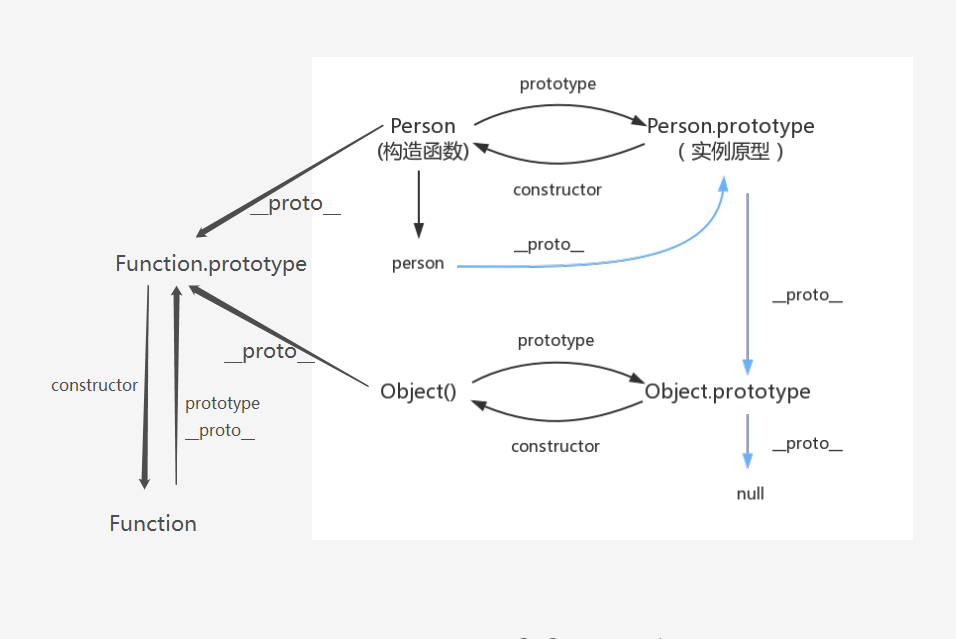 prototype
Person
(构造函数)
Person.prototype
( 实例原型 )
constructor
__proto__
__proto__
Function.prototype
person
__proto__
prototype
__proto__
constructor
Object()
Object.prototype
prototype
__proto__
constructor
__proto__
null
Function